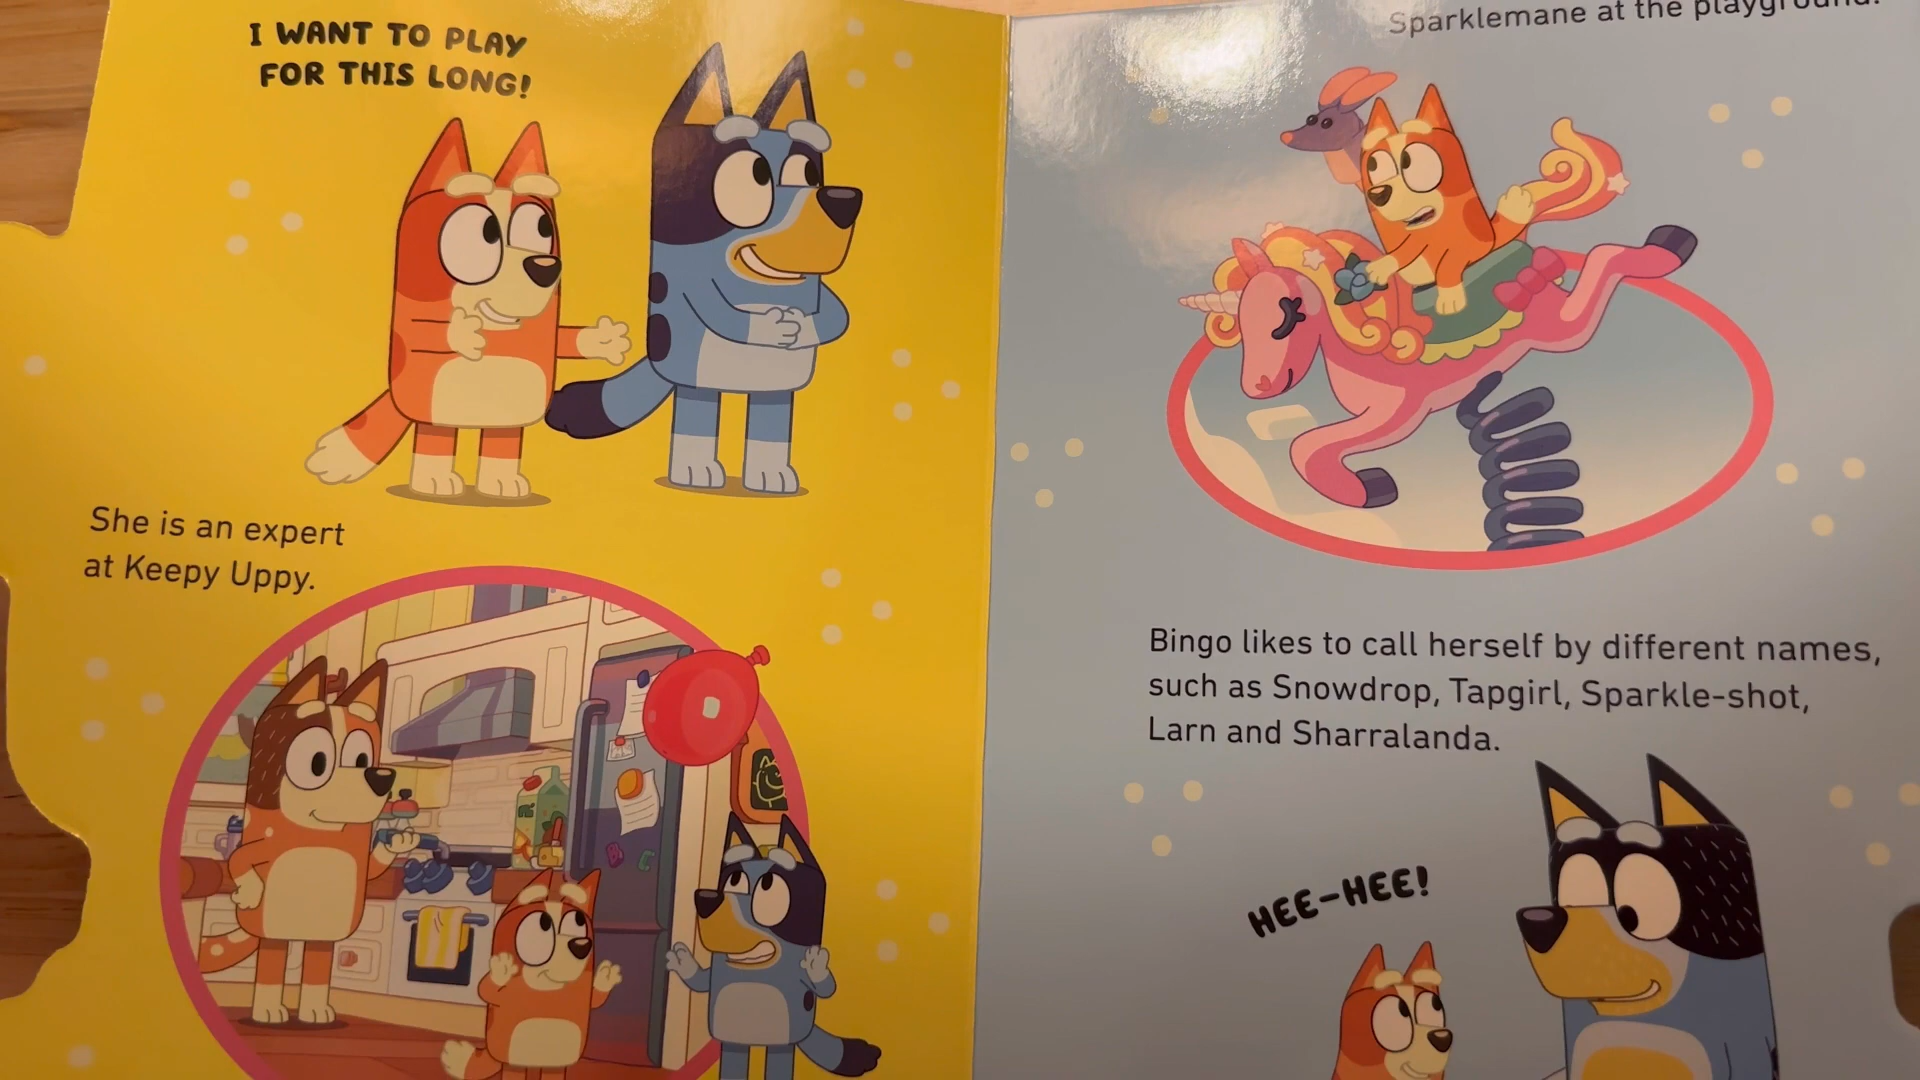 I WANT TO PLAY
FOR THIS LONG!
She is an expert
at Keepy Uppy.
Sparklemane at the playground.
Bingo likes to call herself by different names,
such as Snowdrop, Tapgirl, Sparkle-shot,
Larn and Sharralanda.
HEE-HEE!